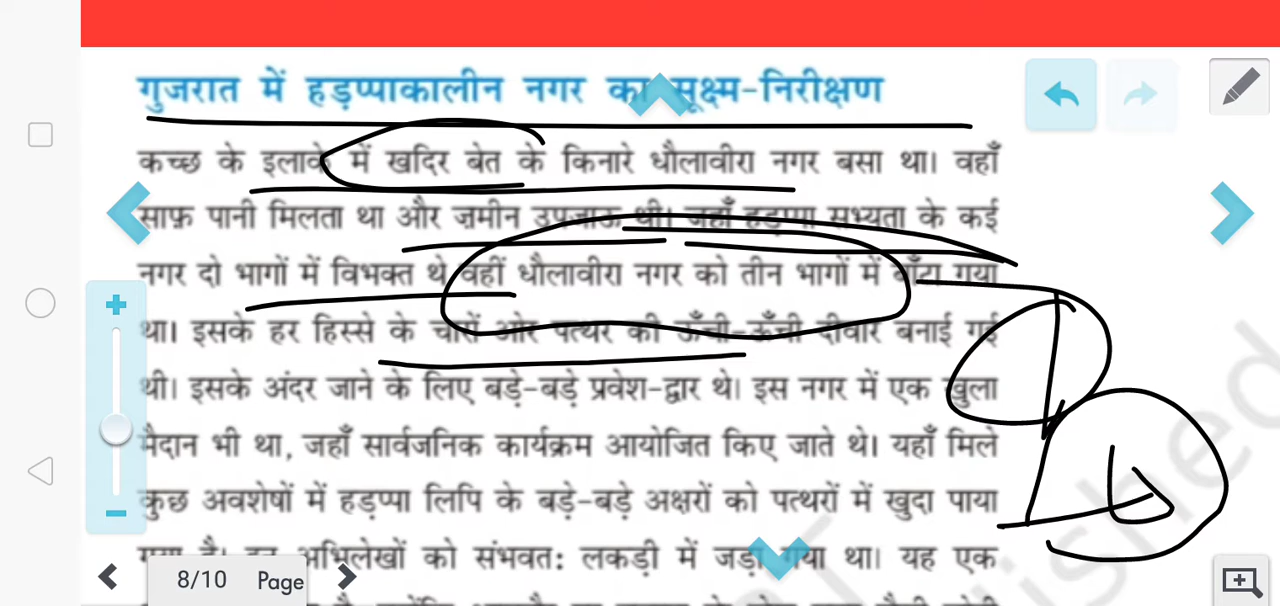 गुजरात में हड़प्पाकालीन नगर का सूक्ष्म-निरीक्षण
कच्छ के इलाके में खदिर बेत के किनारे धौलावीरा नगर बसा था। वहाँ
साफ़ पानी मिलता था और ज़मीन उपजाऊ थी। जहाँ हड़प्पा सभ्यता के कई
नगर दो भागों में विभक्त थे वहीं धौलावीरा नगर को तीन भागों में बाँटा गया
था। इसके हर हिस्से के चारों ओर पत्थर की ऊँची-ऊँची दीवार बनाई गई
थी। इसके अंदर जाने के लिए बड़े-बड़े प्रवेश-द्वार थे। इस नगर में एक खुला
मैदान भी था, जहाँ सार्वजनिक कार्यक्रम आयोजित किए जाते थे। यहाँ मिले
कुछ अवशेषों में हड़प्पा लिपि के बड़े-बड़े अक्षरों को पत्थरों में खुदा पाया
गया है। इन अभिलेखों को संभवत: लकड़ी में जड़ा गया था। यह एक
8/10 Page